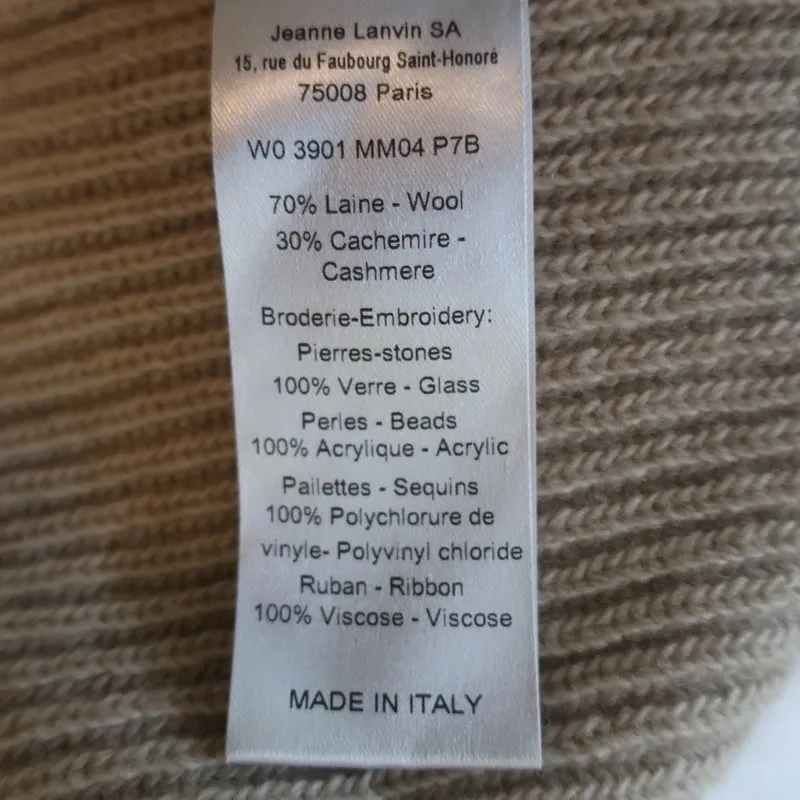 Jeanne Lanvin SA
15, rue du Faubourg Saint-Honoré
75008 Paris
W0 3901 MM04 P7B
70% Laine - Wool
30% Cachemire -
Cashmere
Broderie-Embroidery:
Pierres-stones
100% Verre - Glass
Perles - Beads
100% Acrylique - Acrylic
Pailettes - Sequins
100% Polychlorure de
vinyle- Polyvinyl chloride
Ruban - Ribbon
100% Viscose - Viscose
MADE IN ITALY